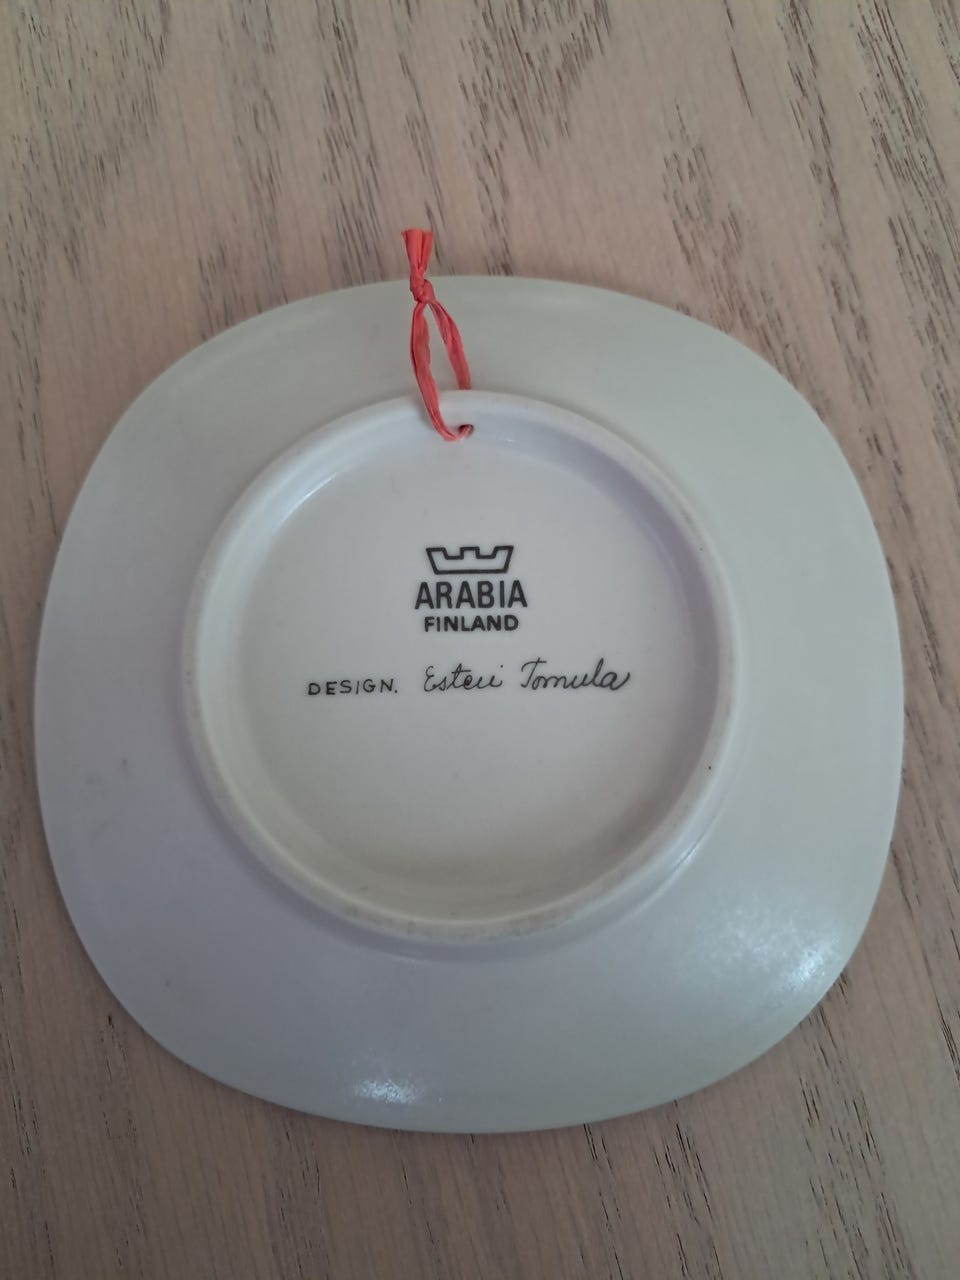 ARABIA
FINLAND
DESIGN. Esteri Tomula